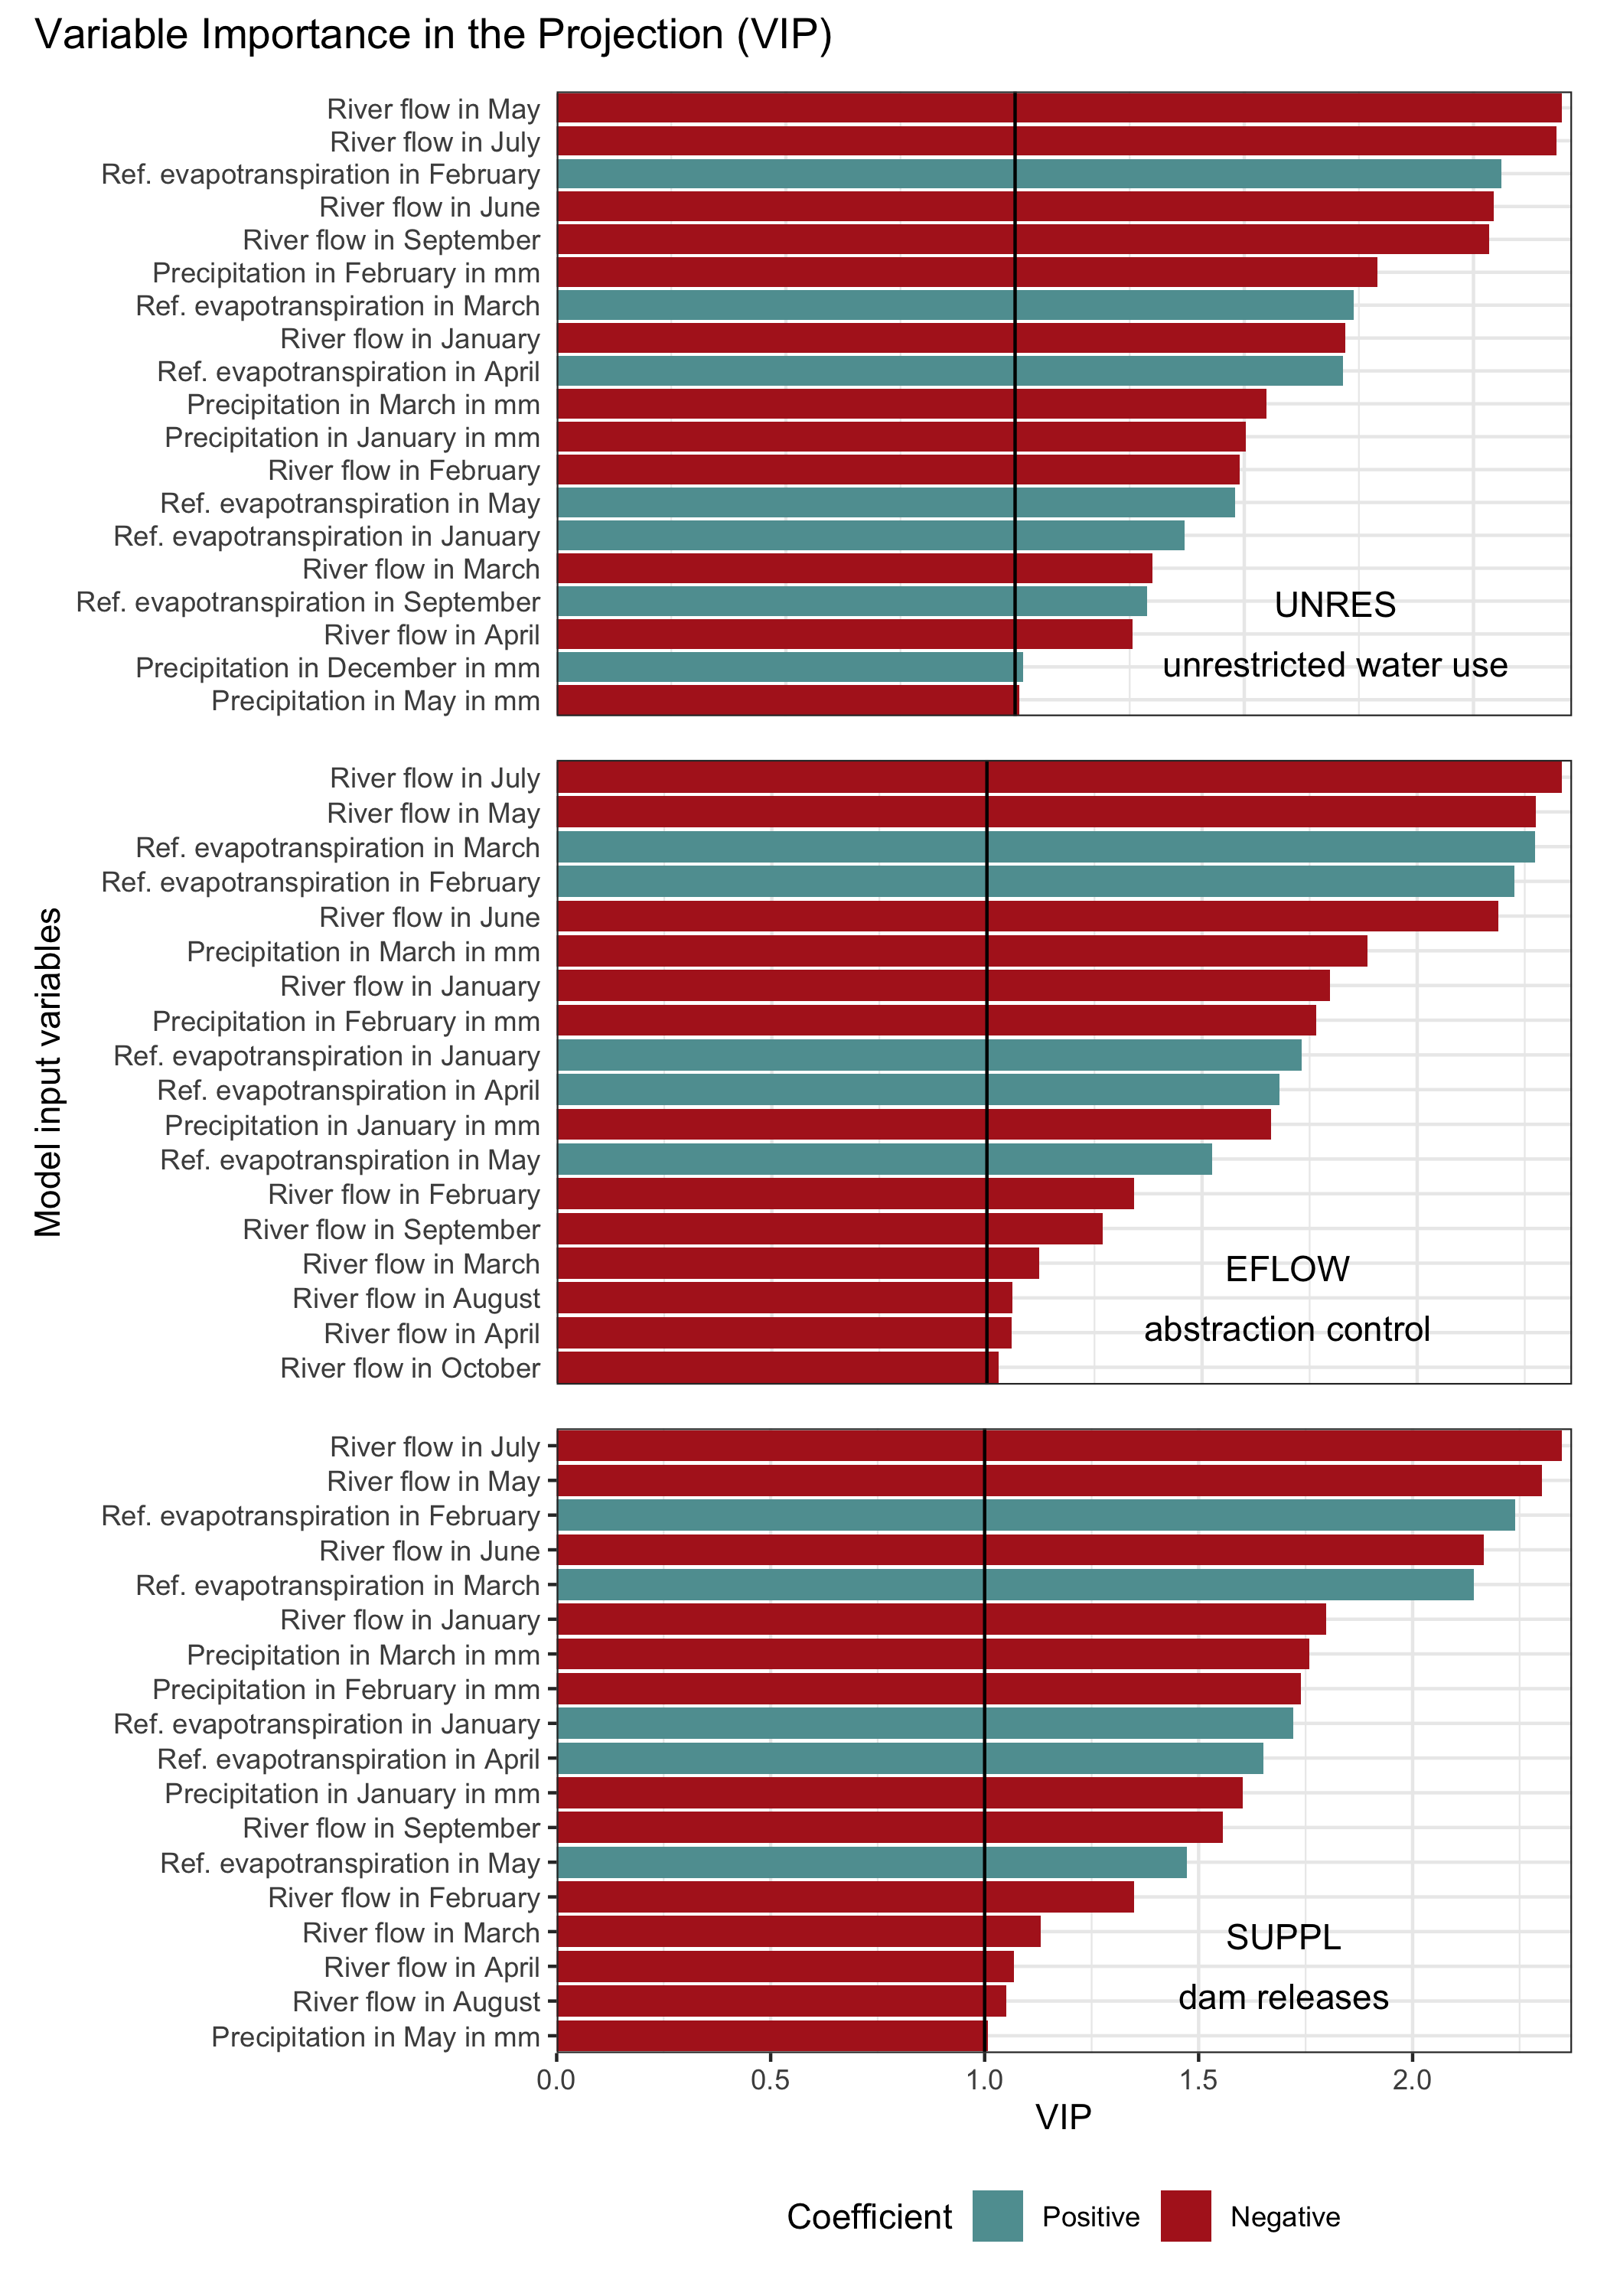 Variable Importance in the Projection (VIP)
River flow in May
River flow in July
Ref. evapotranspiration in February
River flow in June
River flow in September
Precipitation in February in mm
Ref. evapotranspiration in March
River flow in January
Ref. evapotranspiration in April
Precipitation in March in mm
Precipitation in January in mm
River flow in February
Ref. evapotranspiration in May
Ref. evapotranspiration in January
River flow in March
Ref. evapotranspiration in September
River flow in April
Precipitation in December in mm
Precipitation in May in mm
UNRES
unrestricted water use
Model input variables
River flow in July
River flow in May
Ref. evapotranspiration in March
Ref. evapotranspiration in February
River flow in June
Precipitation in March in mm
River flow in January
Precipitation in February in mm
Ref. evapotranspiration in January
Ref. evapotranspiration in April
Precipitation in January in mm
Ref. evapotranspiration in May
River flow in February
River flow in September
River flow in March
River flow in August
River flow in April
River flow in October
EFLOW
abstraction control
River flow in July
River flow in May
Ref. evapotranspiration in February
River flow in June
Ref. evapotranspiration in March
River flow in January
Precipitation in March in mm
Precipitation in February in mm
Ref. evapotranspiration in January
Ref. evapotranspiration in April
Precipitation in January in mm
River flow in September
Ref. evapotranspiration in May
River flow in February
River flow in March
River flow in April
River flow in August
Precipitation in May in mm
SUPPL
dam releases
0.0 0.5 1.0 1.5 2.0
VIP
Coefficient Positive Negative